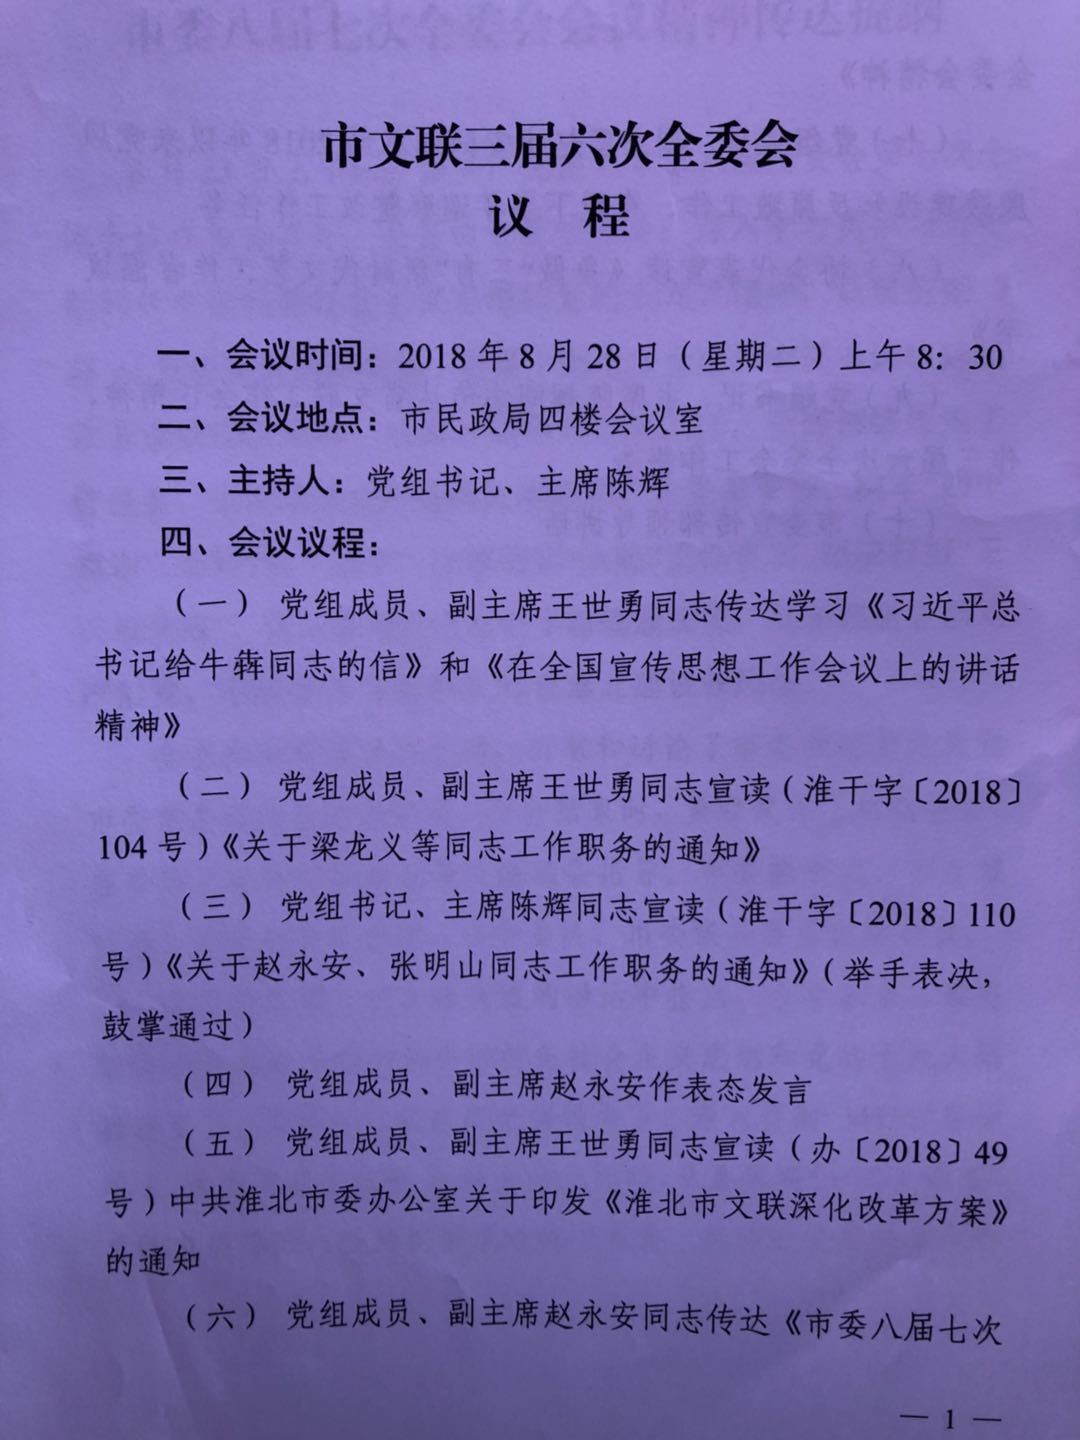 市文联三届六次全委会
议 程
一、会议时间：2018 年 8 月 28 日（星期二）上午 8：30
二、会议地点：市民政局四楼会议室
三、主持人：党组书记、主席陈辉
四、会议议程：
（一） 党组成员、副主席王世勇同志传达学习《习近平总
书记给牛犇同志的信》和《在全国宣传思想工作会议上的讲话
精神》
（二） 党组成员、副主席王世勇同志宣读（淮干字〔2018〕
104 号）《关于梁龙义等同志工作职务的通知》
（三） 党组书记、主席陈辉同志宣读（淮干字〔2018〕110
号）《关于赵永安、张明山同志工作职务的通知》（举手表决，
鼓掌通过）
（四） 党组成员、副主席赵永安作表态发言
（五） 党组成员、副主席王世勇同志宣读（办〔2018〕49
号）中共淮北市委办公室关于印发《淮北市文联深化改革方案》
的通知
（六） 党组成员、副主席赵永安同志传达《市委八届七次
— 1 —